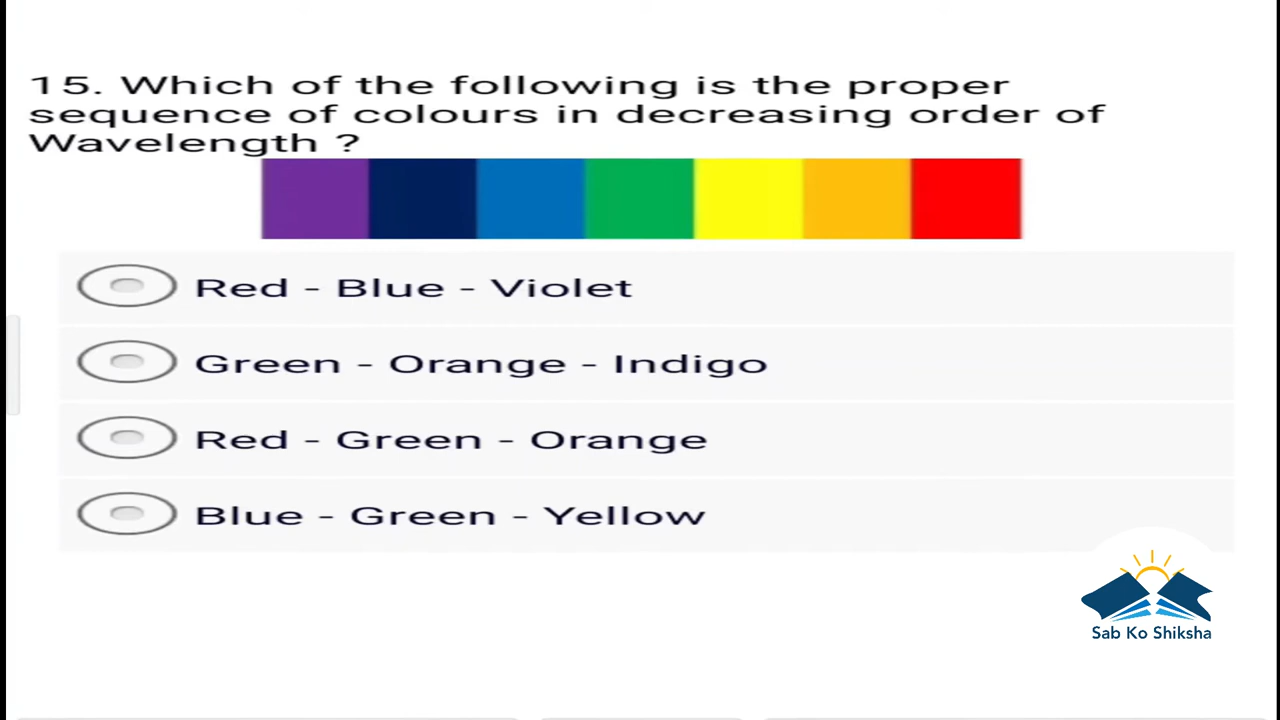 15. Which of the following is the proper
sequence of colours in decreasing order of
Wavelength ?
Red - Blue - Violet
Green - Orange - Indigo
Red - Green - Orange
Blue - Green - Yellow
Sab Ko Shiksha